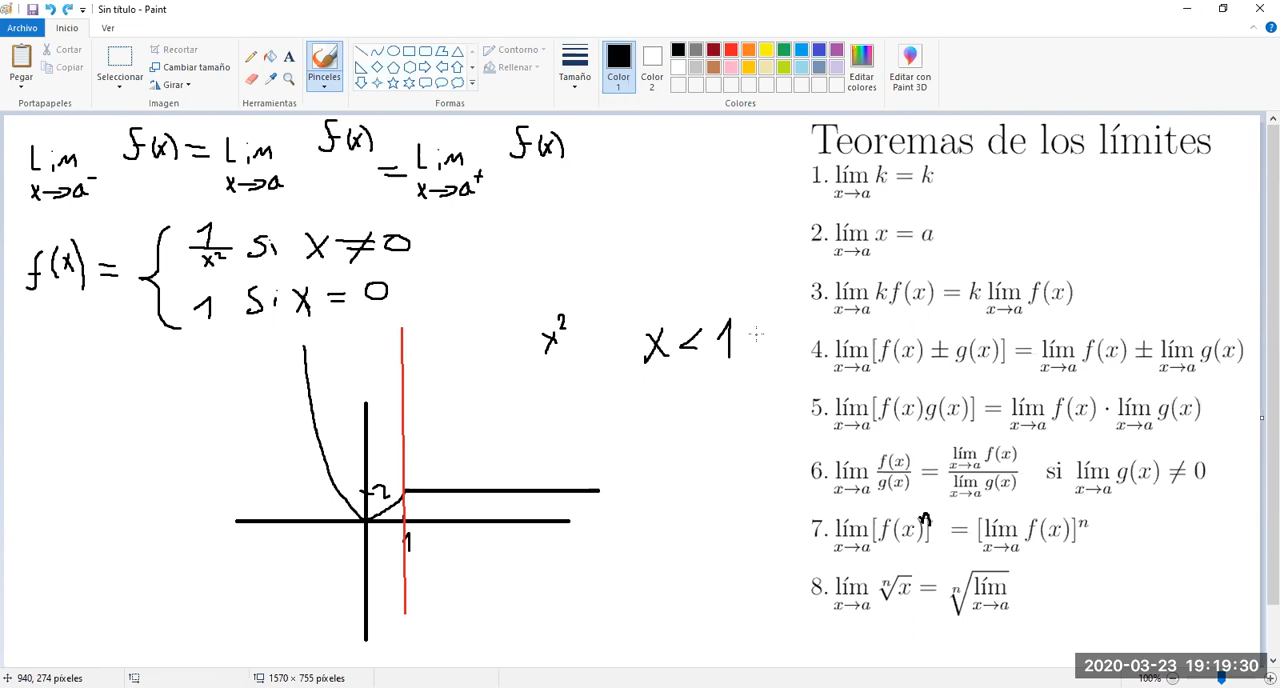 Sin título - Paint
Archivo Inicio Ver
Pegar
Cortar
Copiar
Portapapeles
Seleccionar
Recortar
Cambiar tamaño
Girar
Imagen
Herramientas
Pinceles
Contorno
Rellenar
Formas
Tamaño
Color 1
Color 2
Editar colores
Editar con Paint 3D
Colores
Lim x→a⁻ f(x) = Lim x→a f(x) = Lim x→a⁺ f(x)
f(x) = { 1/x² si x ≠ 0
1 si x = 0
x² x < 1
2
1
Teoremas de los límites
1. lím x→a k = k
2. lím x→a x = a
3. lím x→a kf(x) = k lím x→a f(x)
4. lím x→a [f(x) ± g(x)] = lím x→a f(x) ± lím x→a g(x)
5. lím x→a [f(x)g(x)] = lím x→a f(x) · lím x→a g(x)
6. lím x→a f(x)/g(x) = lím x→a f(x) / lím x→a g(x) si lím x→a g(x) ≠ 0
7. lím x→a [f(x)]ⁿ = [lím x→a f(x)]ⁿ
8. lím x→a ⁿ√x = ⁿ√lím x→a
940, 274 píxeles
1570 × 755 píxeles
2020-03-23 19:19:30
100%